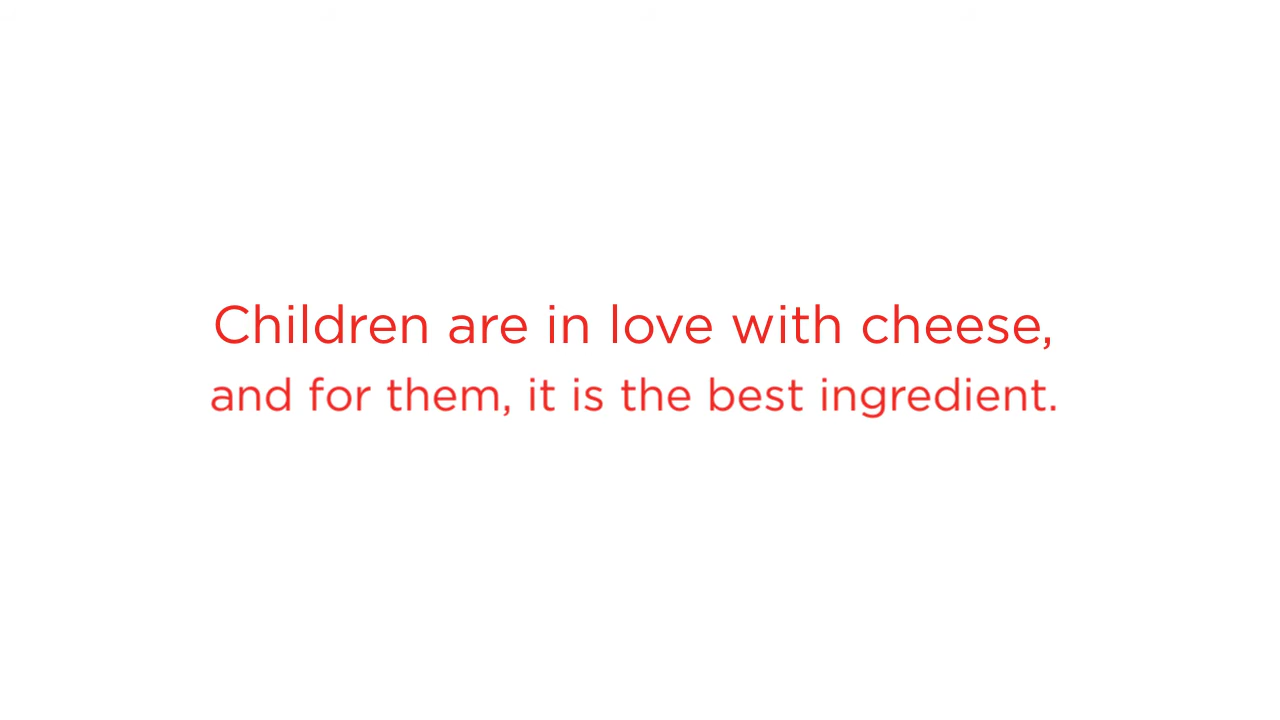 Children are in love with cheese,
and for them, it is the best ingredient.